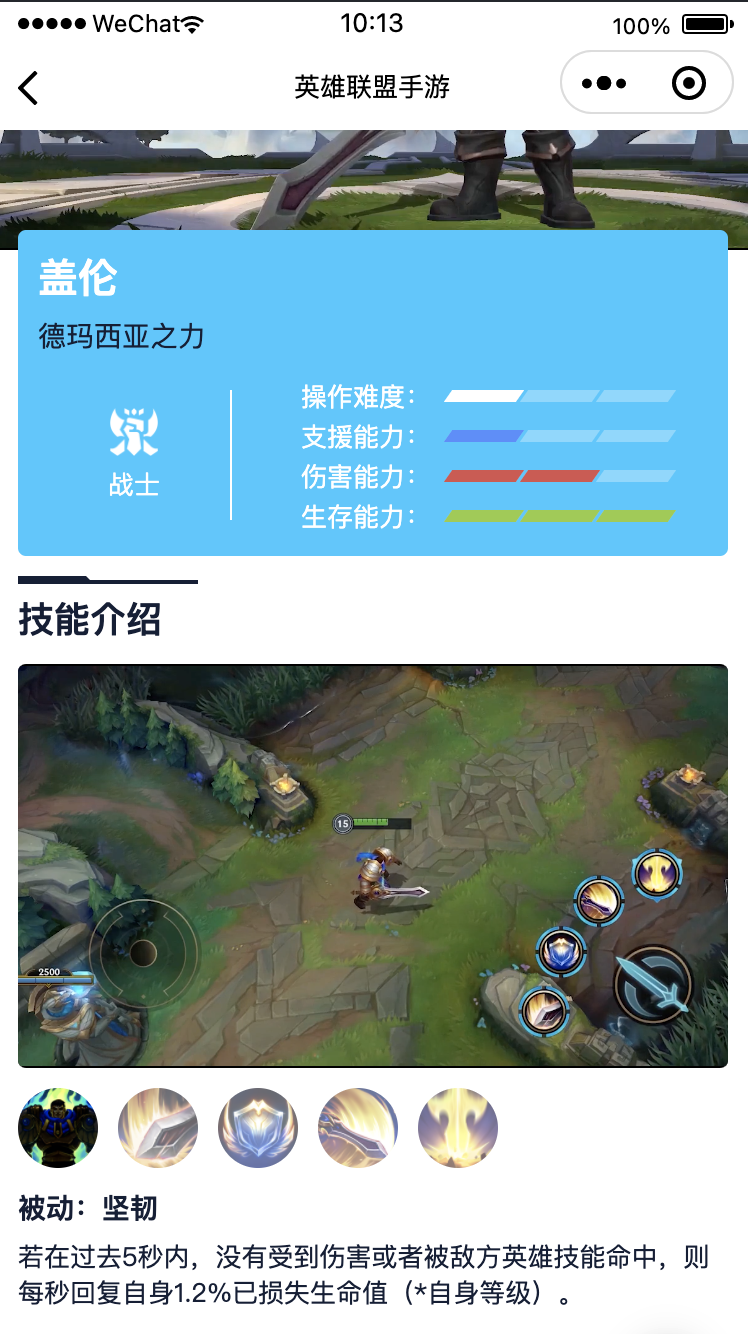 WeChat
10:13
100%
英雄联盟手游
盖伦
德玛西亚之力
战士
操作难度：
支援能力：
伤害能力：
生存能力：
技能介绍
15
2500
被动：坚韧
若在过去5秒内，没有受到伤害或者被敌方英雄技能命中，则
每秒回复自身1.2%已损失生命值（*自身等级）。